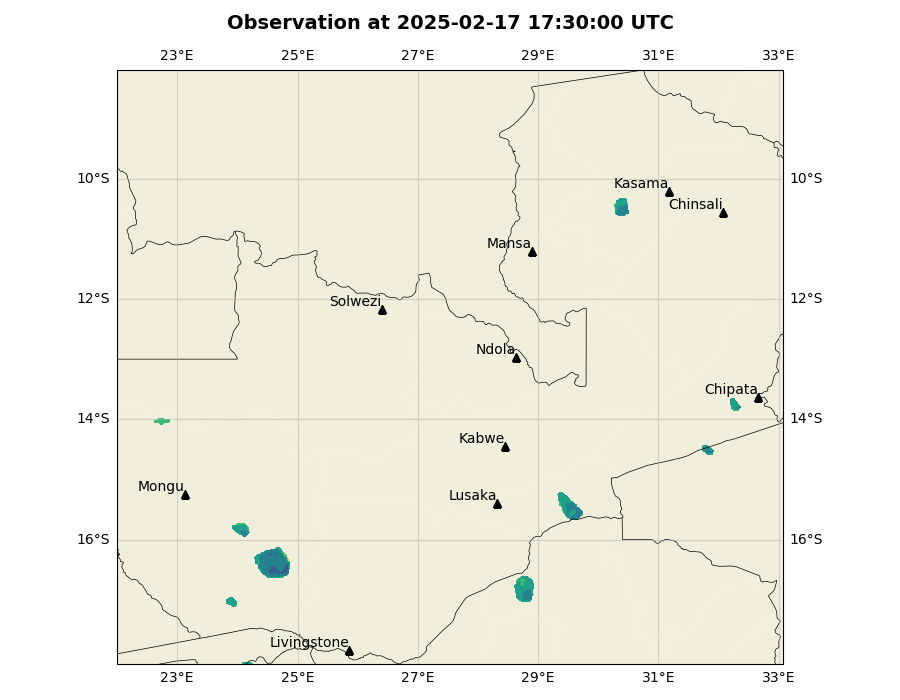 Observation at 2025-02-17 17:30:00 UTC
23°E 25°E 27°E 29°E 31°E 33°E
10°S 10°S
Kasama
Chinsali
Mansa
12°S 12°S
Solwezi
Ndola
Chipata
14°S 14°S
Kabwe
Mongu
Lusaka
16°S 16°S
Livingstone
23°E 25°E 27°E 29°E 31°E 33°E